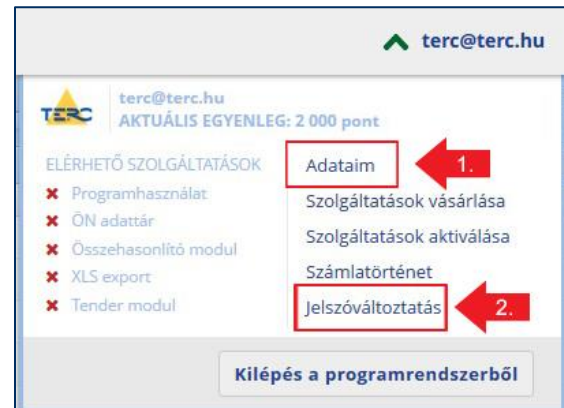 terc@terc.hu
TERC
terc@terc.hu
AKTUÁLIS EGYENLEG: 2 000 pont
ELÉRHETŐ SZOLGÁLTATÁSOK
Programhasználat
ÖN adattár
Összehasonlító modul
XLS export
Tender modul
Adataim
1.
Szolgáltatások vásárlása
Szolgáltatások aktiválása
Számlatörténet
Jelszóváltoztatás
2.
Kilépés a programrendszerből